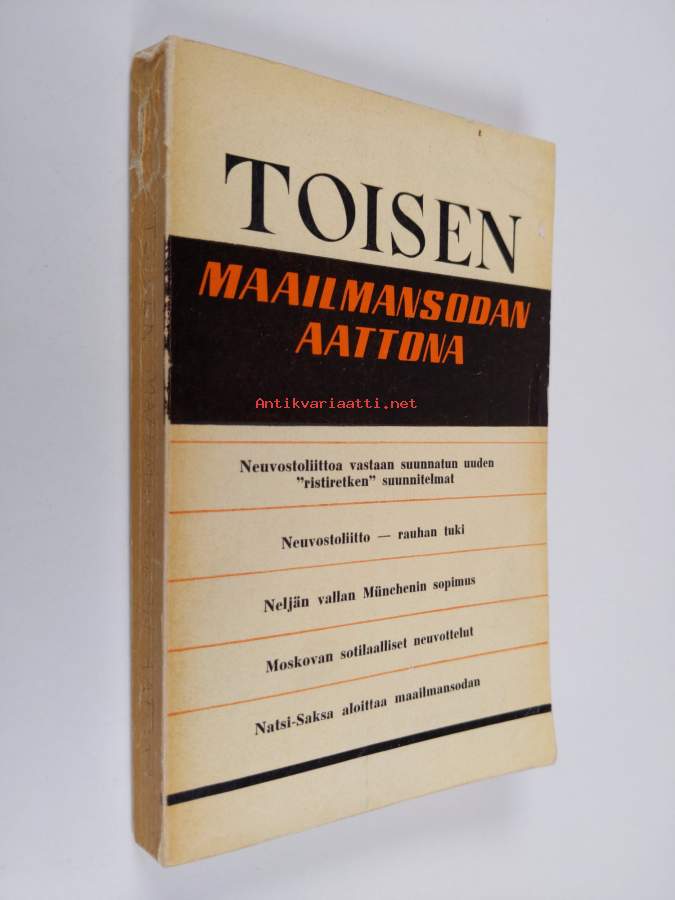 TOISEN
MAAILMANSODAN
AATTONA
Antikvariaatti.net
Neuvostoliittoa vastaan suunnatun uuden
”ristiretken” suunnitelmat
Neuvostoliitto — rauhan tuki
Neljän vallan Münchenin sopimus
Moskovan sotilaalliset neuvottelut
Natsi-Saksa aloittaa maailmansodan